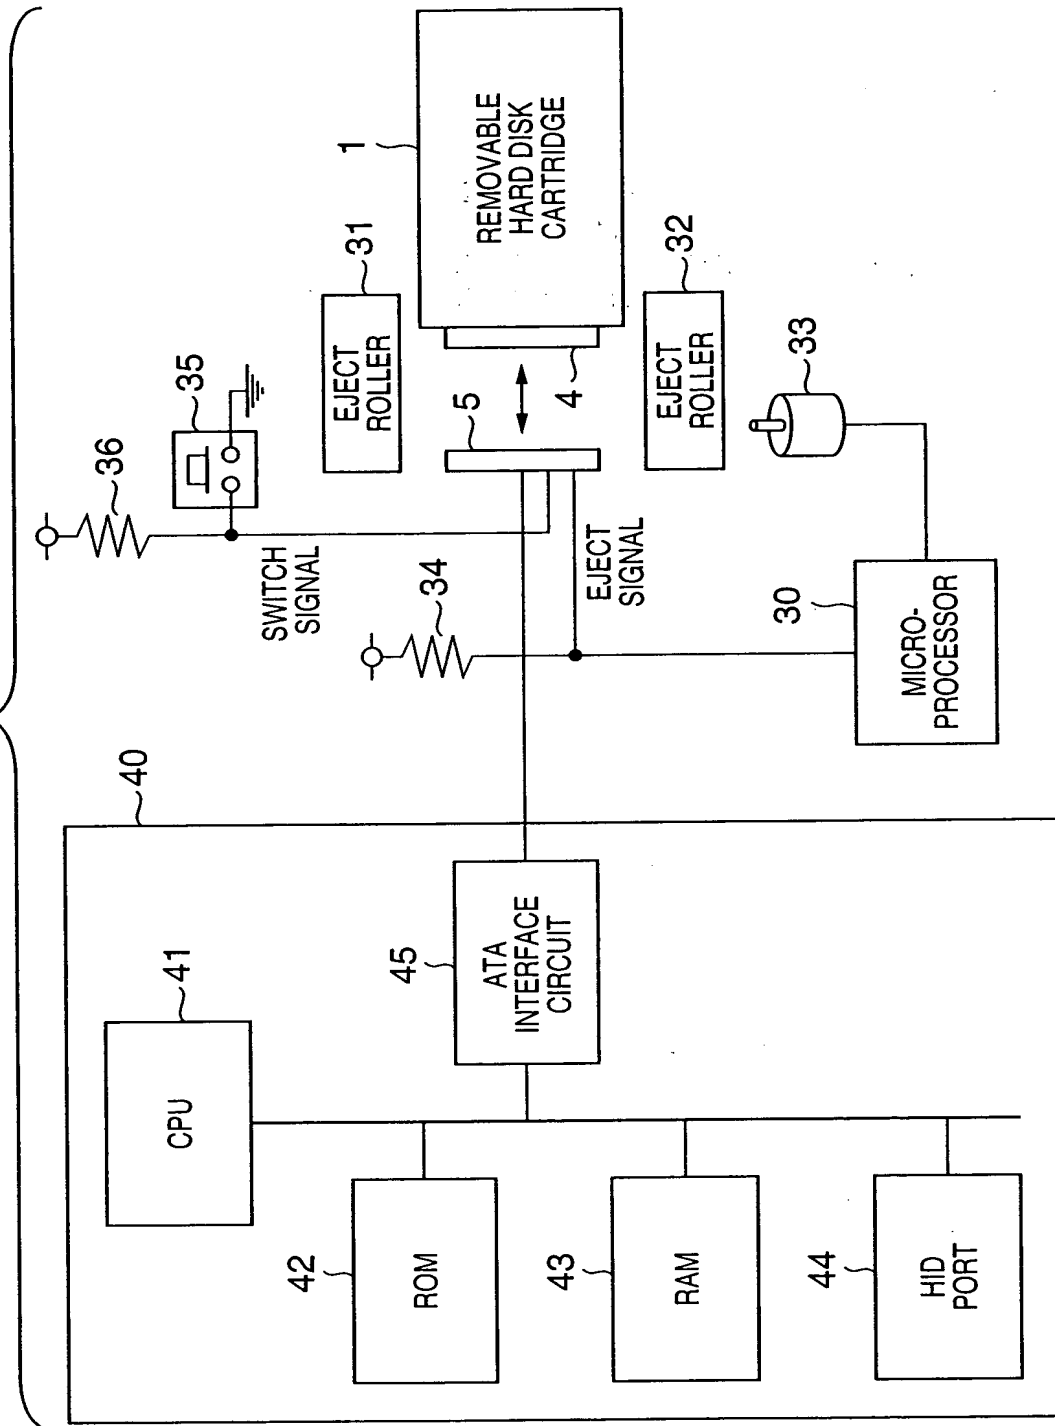 40
41
CPU
42
ROM
43
RAM
44
HID
PORT
45
ATA
INTERFACE
CIRCUIT
36
35
SWITCH
SIGNAL
34
EJECT
SIGNAL
30
MICRO-
PROCESSOR
31
EJECT
ROLLER
5
4
32
EJECT
ROLLER
33
1
REMOVABLE
HARD DISK
CARTRIDGE